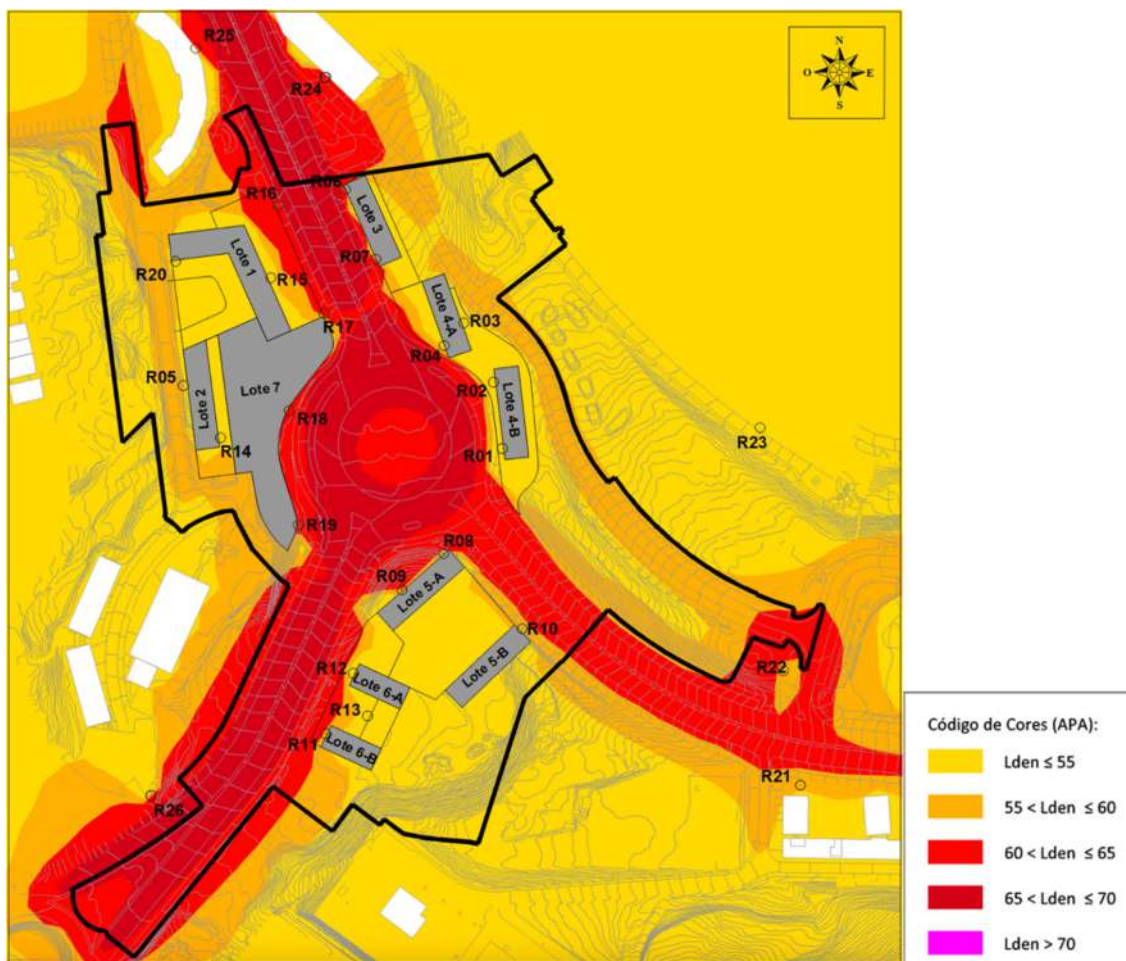 R25
N
O
E
S
R24
R16
R06
Lote 3
R07
R20
Lote 1
R15
R03
Lote 4-A
R17
R04
R05
Lote 2
Lote 7
R02
Lote 4-B
R18
R14
R01
R23
R19
R08
R09
Lote 5-A
R10
Lote 5-B
R22
R12
Lote 6-A
R13
R11
Lote 6-B
R21
R26
Código de Cores (APA):
Lden ≤ 55
55 < Lden ≤ 60
60 < Lden ≤ 65
65 < Lden ≤ 70
Lden > 70